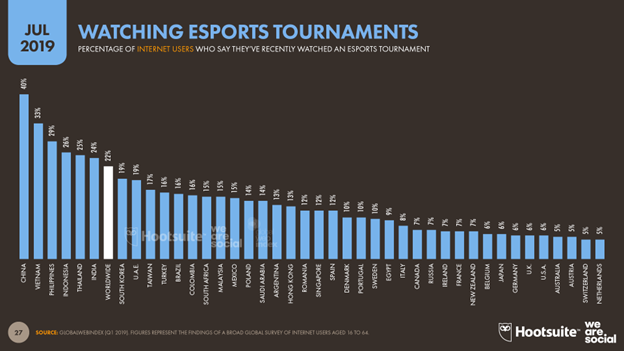 JUL
2019
WATCHING ESPORTS TOURNAMENTS
PERCENTAGE OF INTERNET USERS WHO SAY THEY'VE RECENTLY WATCHED AN ESPORTS TOURNAMENT
40% 33% 29% 26% 25% 24% 22% 19% 19% 17% 16% 16% 16% 15% 15% 15% 14% 14% 13% 13% 12% 12% 12% 10% 10% 10% 9% 8% 7% 7% 7% 7% 7% 6% 6% 6% 6% 6% 5% 5% 5% 5%
Hootsuite™ we are social
CHINA VIETNAM PHILIPPINES INDONESIA THAILAND INDIA WORLDWIDE SOUTH KOREA U.A.E. TAIWAN TURKEY BRAZIL COLOMBIA SOUTH AFRICA MALAYSIA MEXICO POLAND SAUDI ARABIA ARGENTINA HONG KONG ROMANIA SINGAPORE SPAIN DENMARK PORTUGAL SWEDEN EGYPT ITALY CANADA RUSSIA IRELAND FRANCE NEW ZEALAND BELGIUM JAPAN GERMANY U.K. U.S.A. AUSTRALIA AUSTRIA SWITZERLAND NETHERLANDS
27 SOURCE: GLOBALWEBINDEX (Q1 2019). FIGURES REPRESENT THE FINDINGS OF A BROAD GLOBAL SURVEY OF INTERNET USERS AGED 16 TO 64.
Hootsuite™
we
are
social